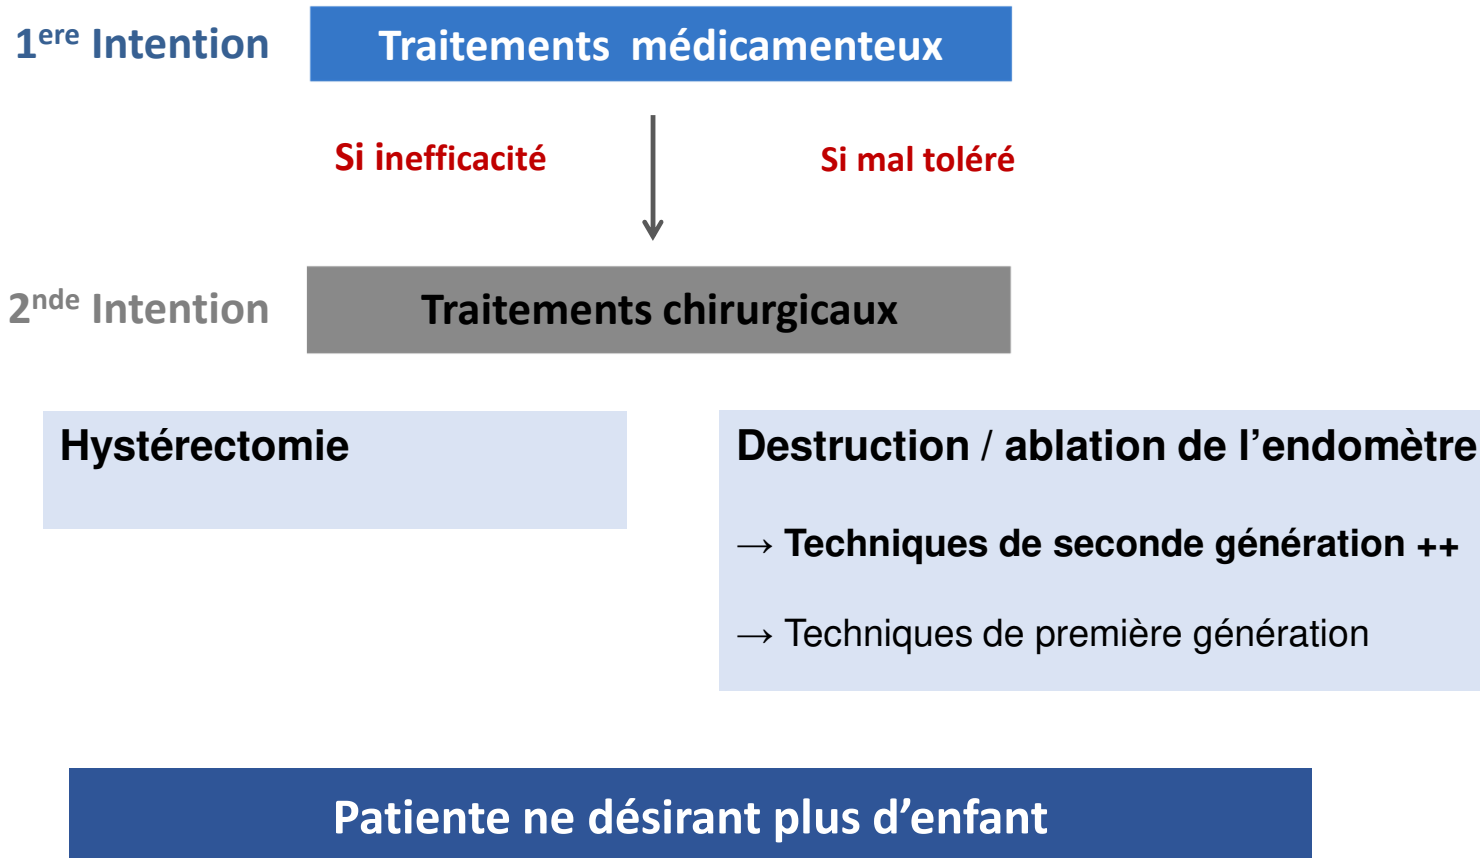 1ere Intention
Traitements médicamenteux
Si inefficacité
Si mal toléré
2nde Intention
Traitements chirurgicaux
Hystérectomie
Destruction / ablation de l’endomètre
→ Techniques de seconde génération ++
→ Techniques de première génération
Patiente ne désirant plus d’enfant